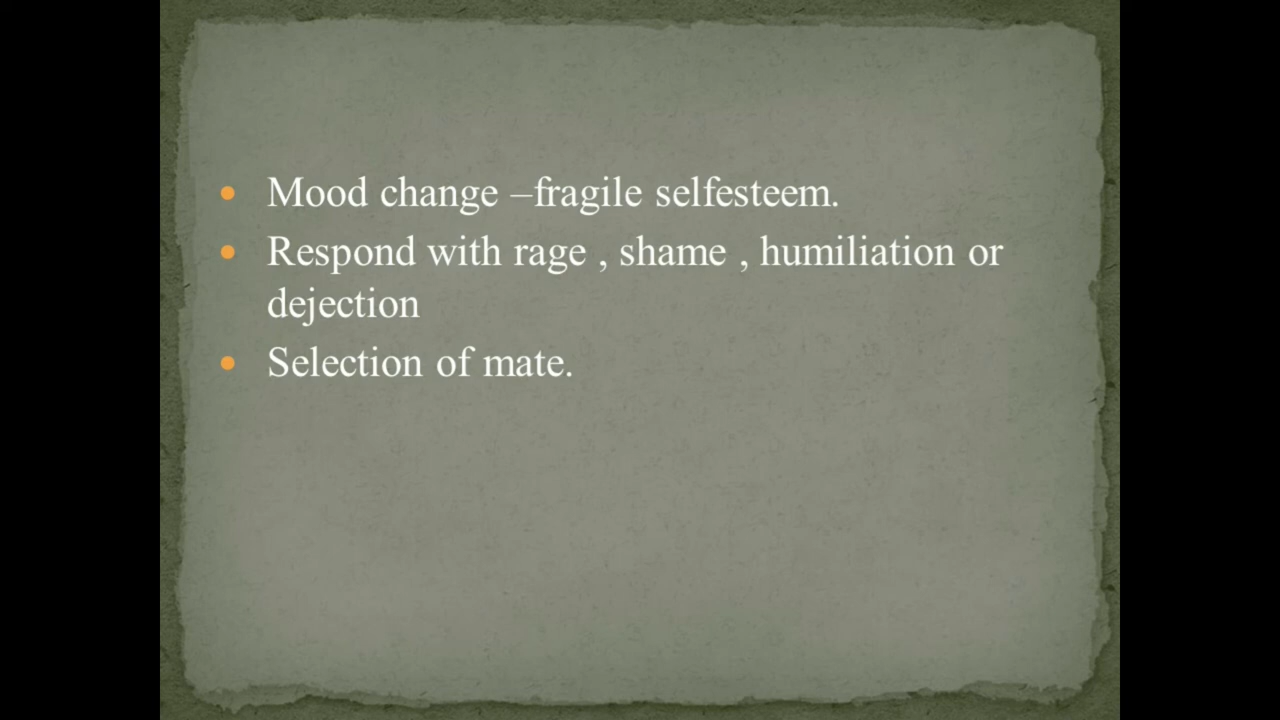 • Mood change –fragile selfesteem.
• Respond with rage , shame , humiliation or
dejection
• Selection of mate.